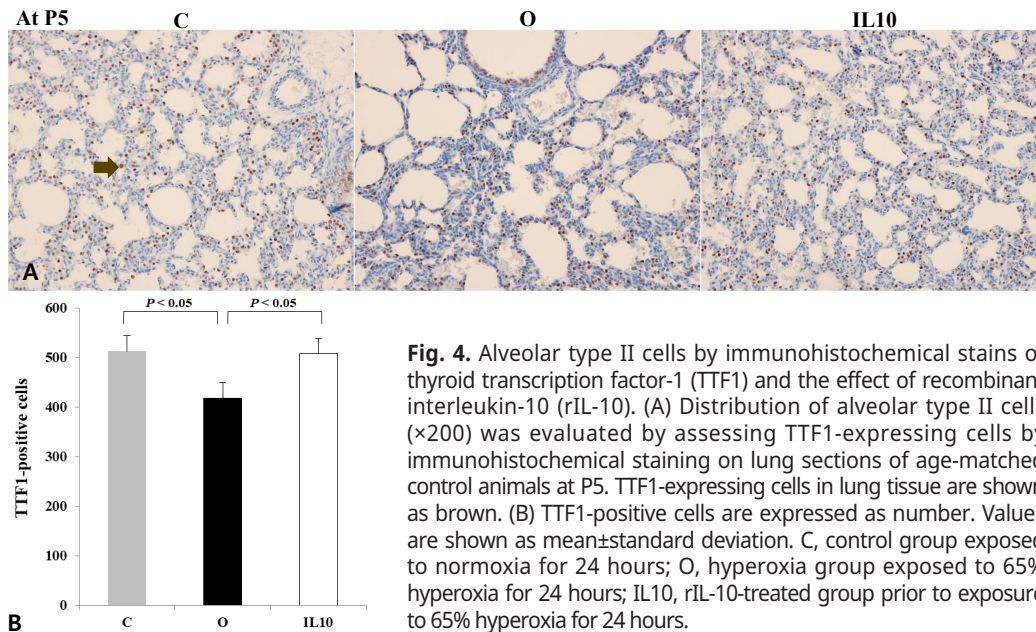 At P5
C
O
IL10
A
P < 0.05
P < 0.05
600
500
400
300
200
100
0
TTF1-positive cells
C
O
IL10
B
Fig. 4. Alveolar type II cells by immunohistochemical stains o
thyroid transcription factor-1 (TTF1) and the effect of recombinan
interleukin-10 (rIL-10). (A) Distribution of alveolar type II cell
(×200) was evaluated by assessing TTF1-expressing cells by
immunohistochemical staining on lung sections of age-matched
control animals at P5. TTF1-expressing cells in lung tissue are shown
as brown. (B) TTF1-positive cells are expressed as number. Value
are shown as mean±standard deviation. C, control group exposed
to normoxia for 24 hours; O, hyperoxia group exposed to 65%
hyperoxia for 24 hours; IL10, rIL-10-treated group prior to exposure
to 65% hyperoxia for 24 hours.